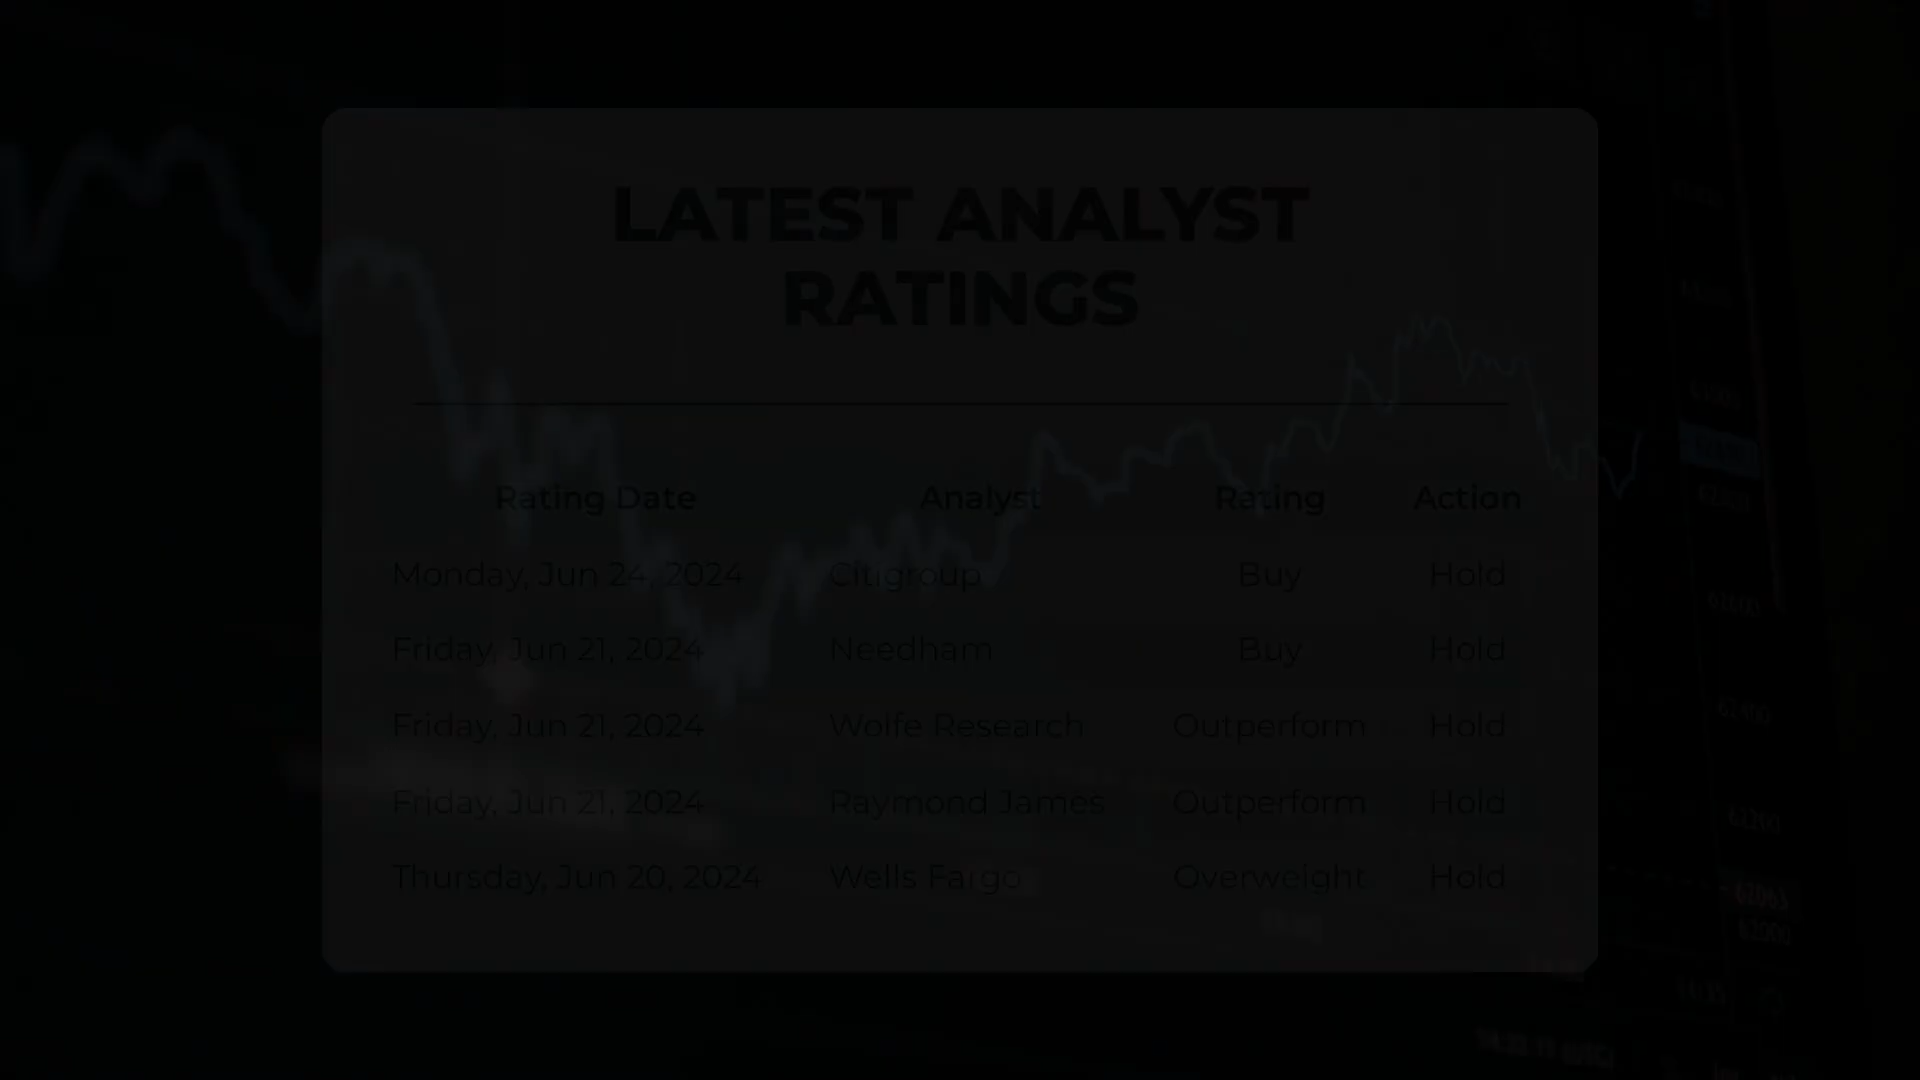 LATEST ANALYST
RATINGS
Rating Date Analyst Rating Action
Monday, Jun 24, 2024 Citigroup Buy Hold
Friday, Jun 21, 2024 Needham Buy Hold
Friday, Jun 21, 2024 Wolfe Research Outperform Hold
Friday, Jun 21, 2024 Raymond James Outperform Hold
Thursday, Jun 20, 2024 Wells Fargo Overweight Hold